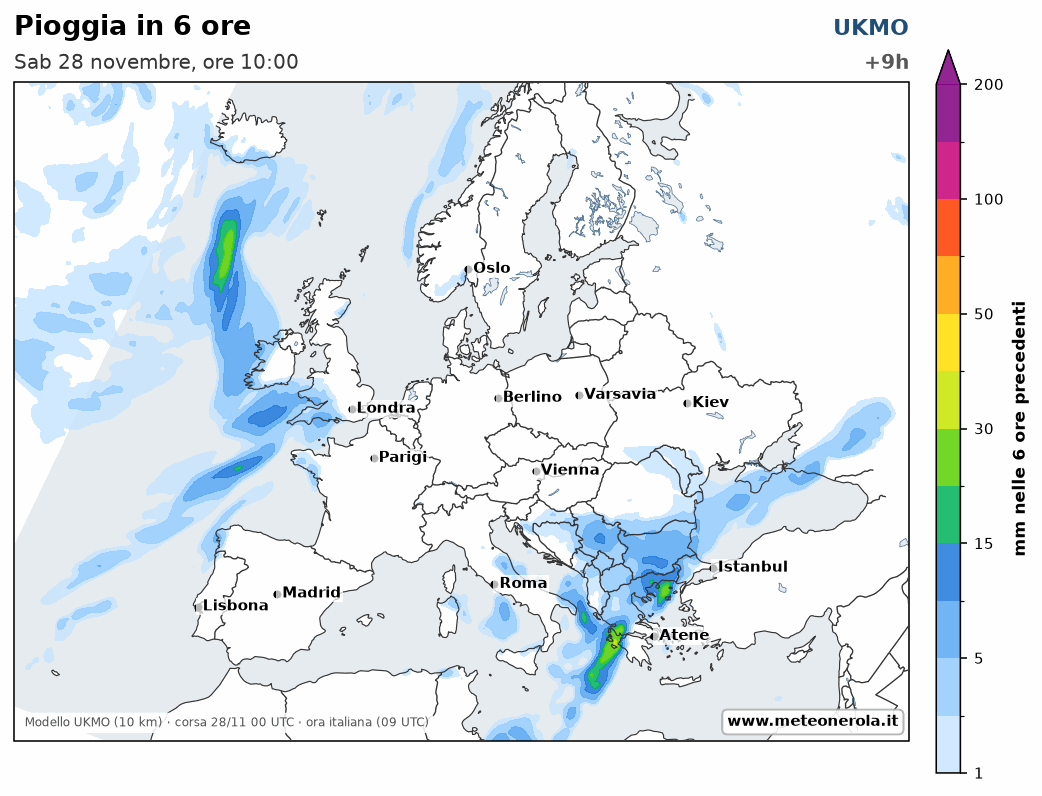 Pioggia in 6 ore
UKMO
Sab 28 novembre, ore 10:00
+9h
200
100
50
30
15
5
1
mm nelle 6 ore precedenti
Oslo
Londra
Berlino
Varsavia
Kiev
Parigi
Vienna
Istanbul
Roma
Madrid
Lisbona
Atene
Modello UKMO (10 km) · corsa 28/11 00 UTC · ora italiana (09 UTC)
www.meteonerola.it